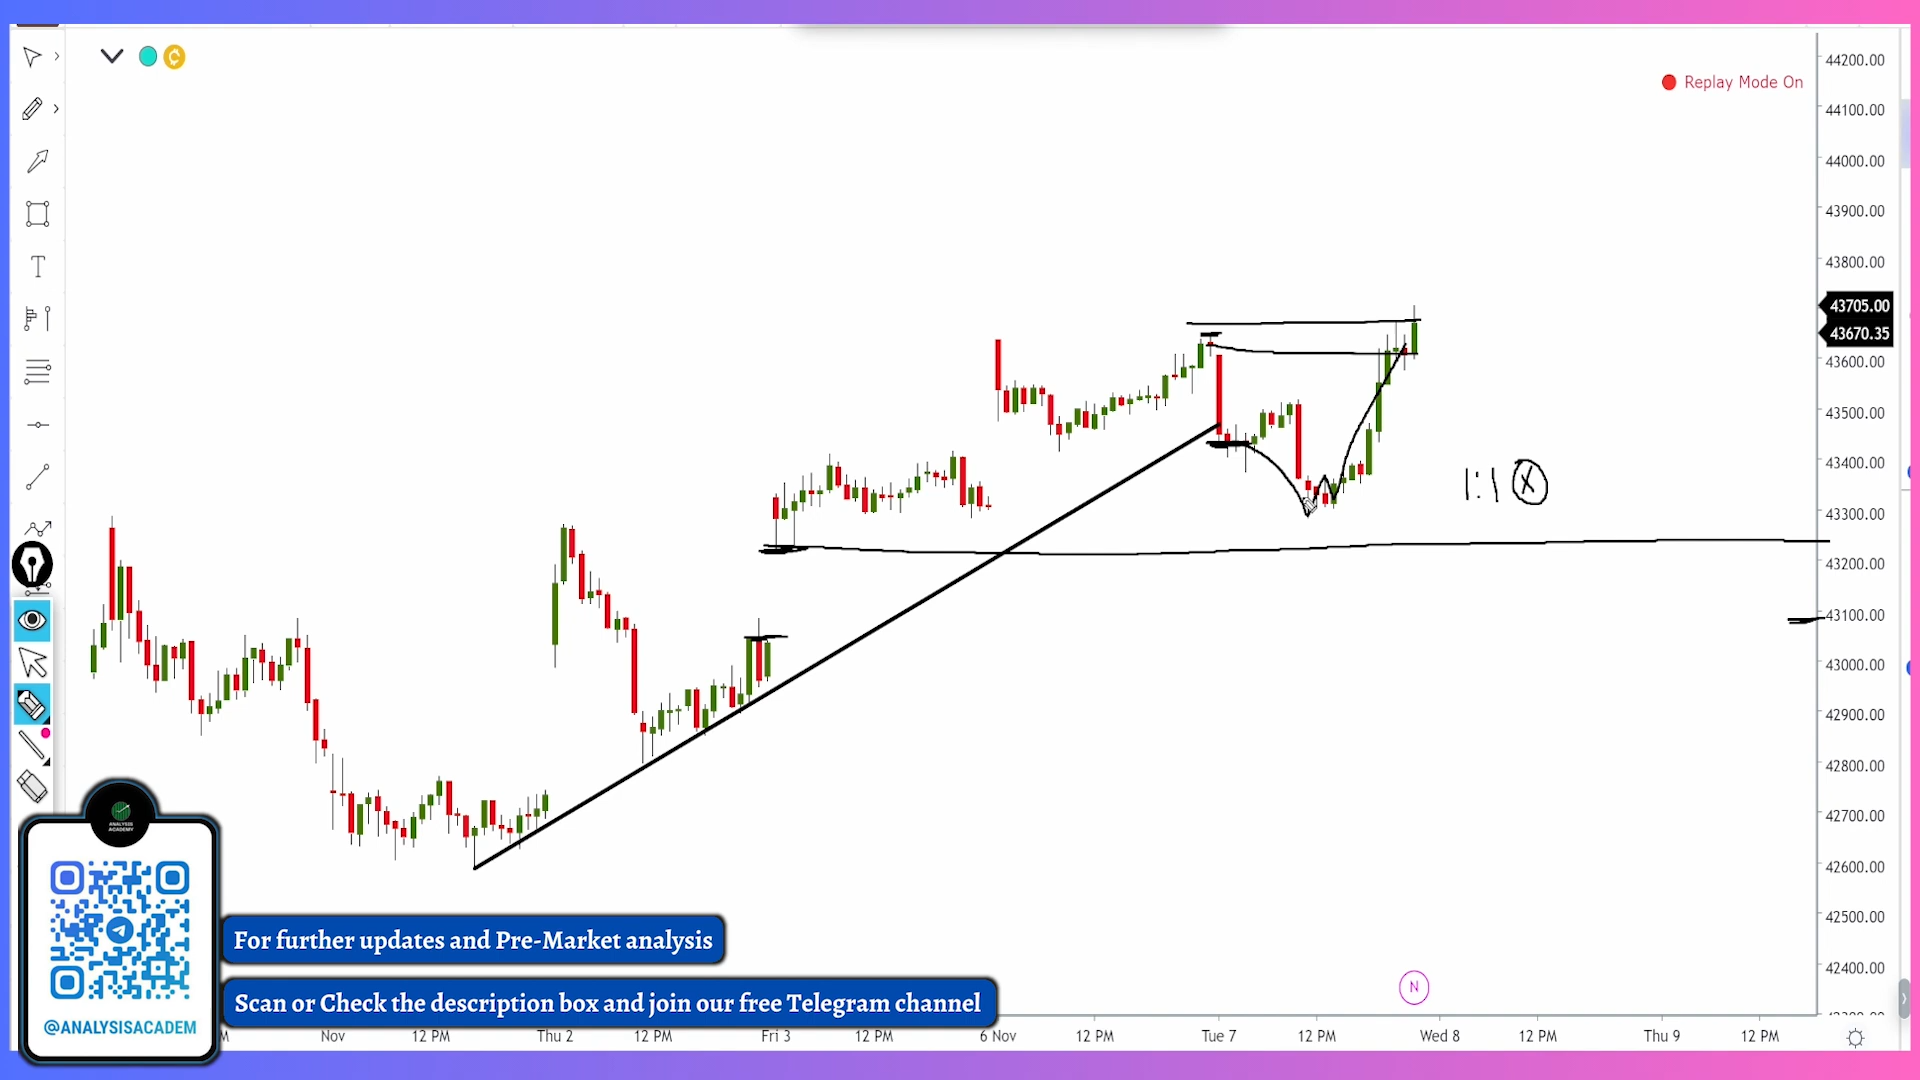 Replay Mode On
44200.00
44100.00
44000.00
43900.00
43800.00
43705.00
43670.35
43600.00
43500.00
43400.00
43300.00
43200.00
43100.00
43000.00
42900.00
42800.00
42700.00
42600.00
42500.00
42400.00
1:1 X
T
N
ANALYSIS
ACADEMY
@ANALYSISACADEM
For further updates and Pre-Market analysis
Scan or Check the description box and join our free Telegram channel
Nov 12 PM Thu 2 12 PM Fri 3 12 PM 6 Nov 12 PM Tue 7 12 PM Wed 8 12 PM Thu 9 12 PM